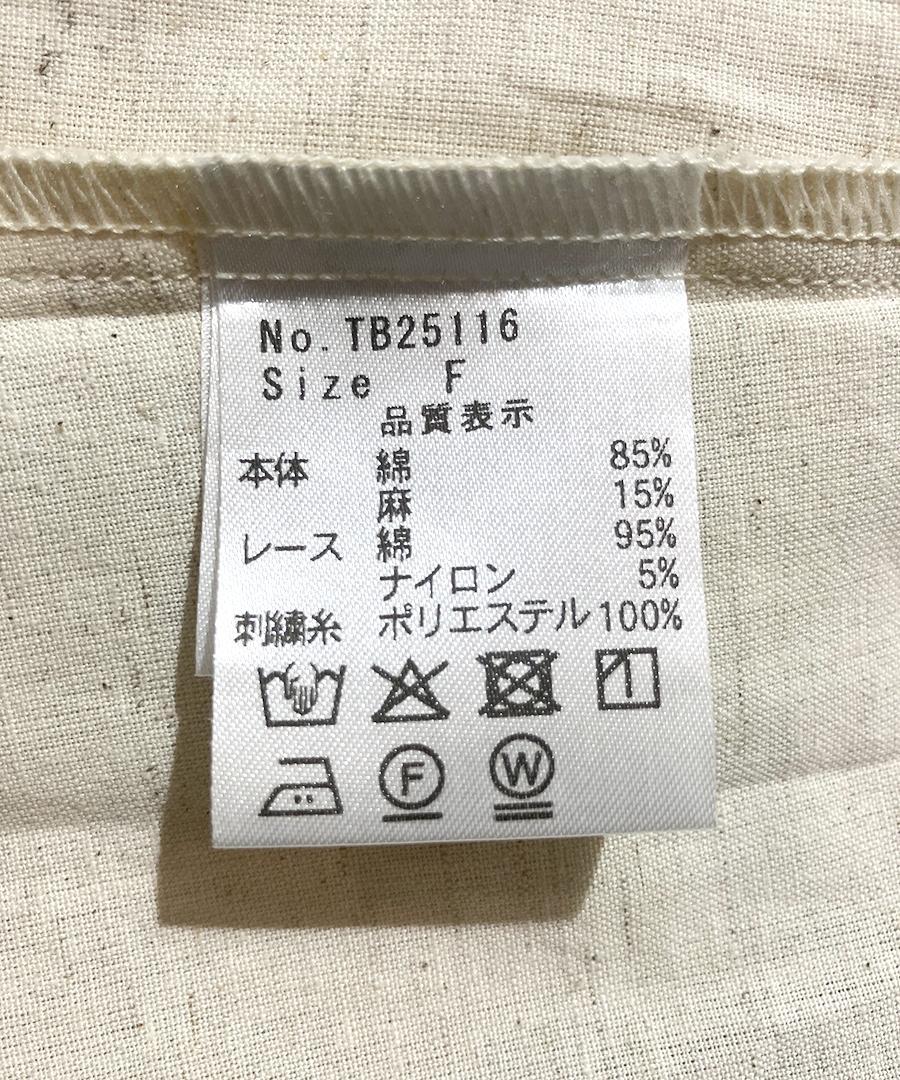 No. TB25116
Size F
品質表示
本体 綿 85%
麻 15%
レース 綿 95%
ナイロン 5%
刺繍糸 ポリエステル 100%
F W